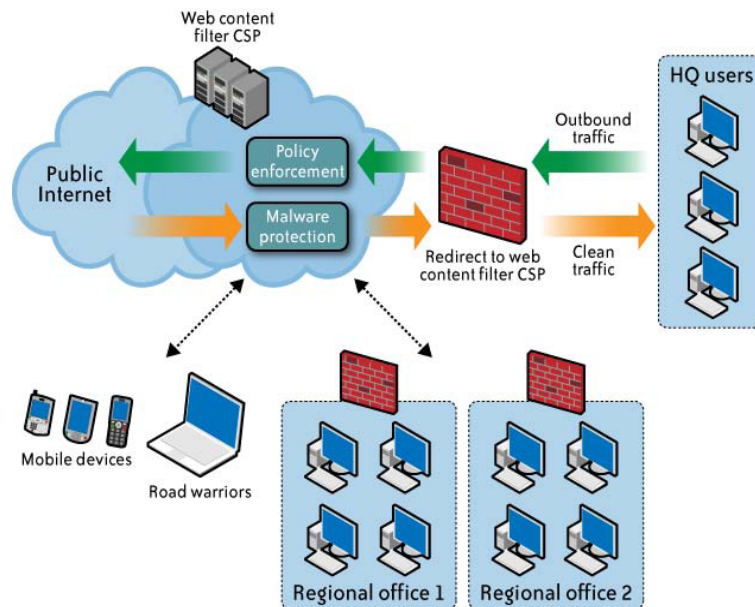 Web content
filter CSP
HQ users
Outbound
traffic
Policy
enforcement
Public
Internet
Malware
protection
Redirect to web
content filter CSP
Clean
traffic
Mobile devices
Road warriors
Regional office 1
Regional office 2